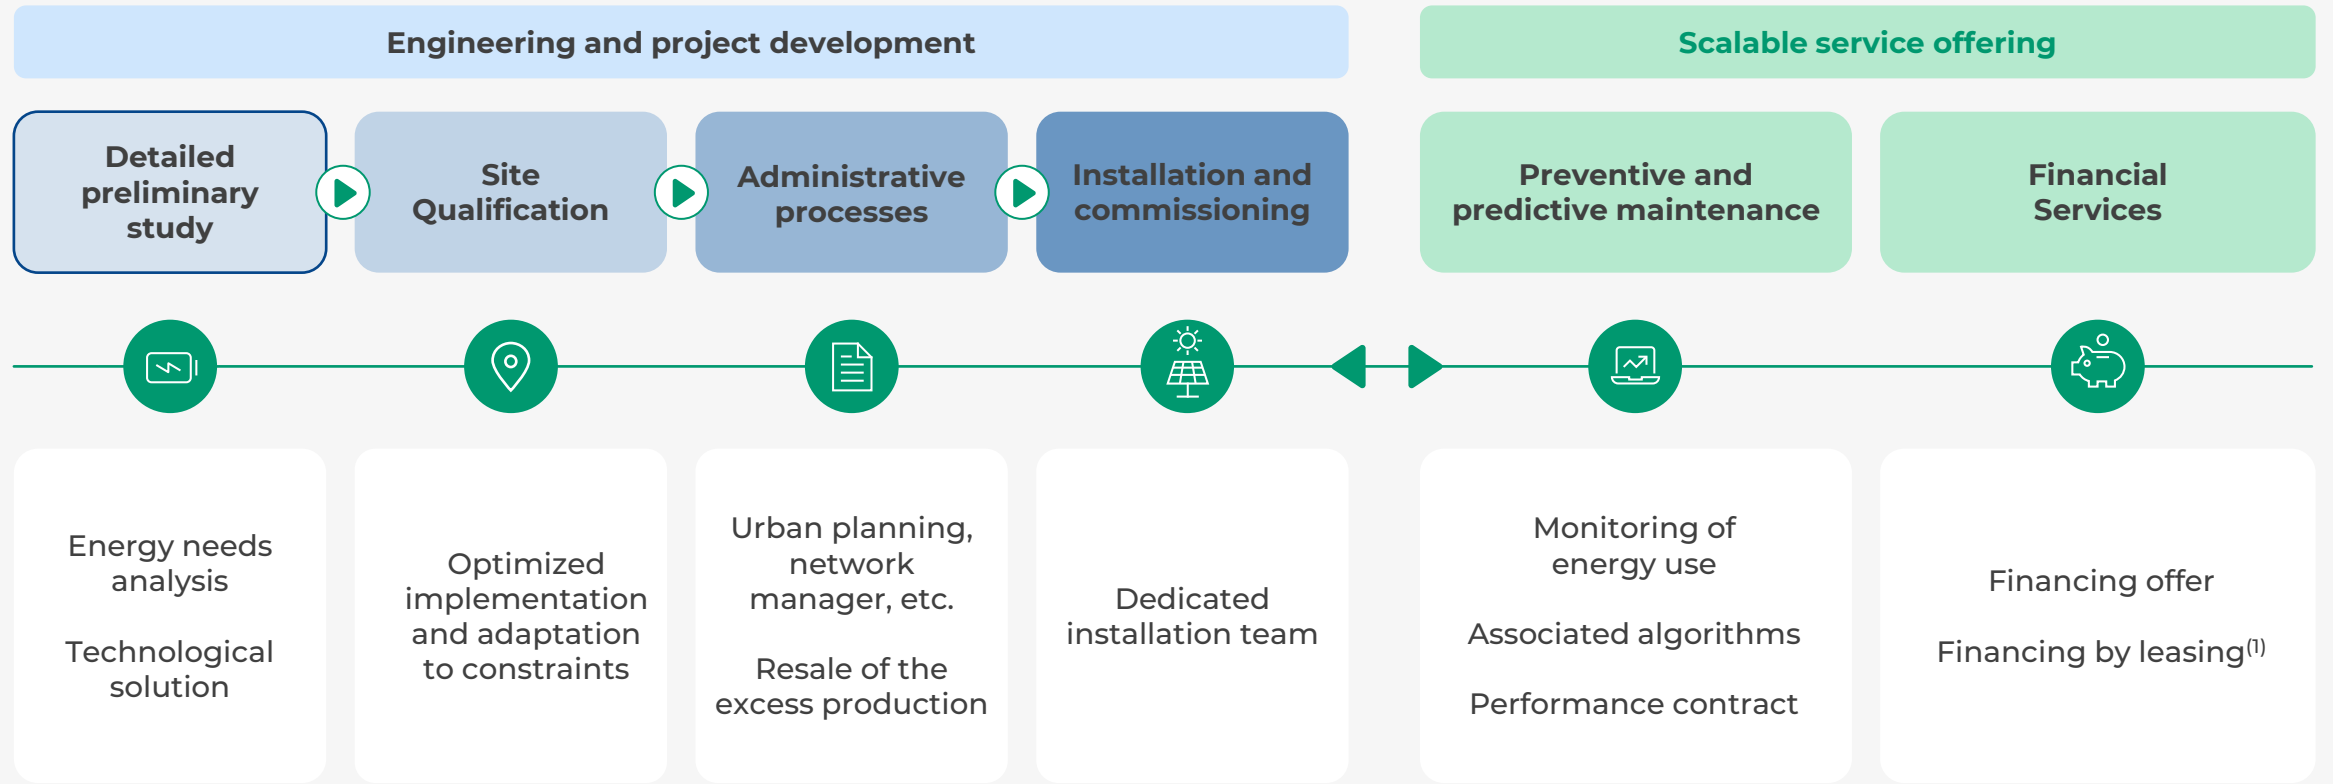 Engineering and project development
Scalable service offering
Detailed
preliminary
study
Site
Qualification
Administrative
processes
Installation and
commissioning
Preventive and
predictive maintenance
Financial
Services
Energy needs
analysis
Technological
solution
Optimized
implementation
and adaptation
to constraints
Urban planning,
network
manager, etc.
Resale of the
excess production
Dedicated
installation team
Monitoring of
energy use
Associated algorithms
Performance contract
Financing offer
Financing by leasing(1)